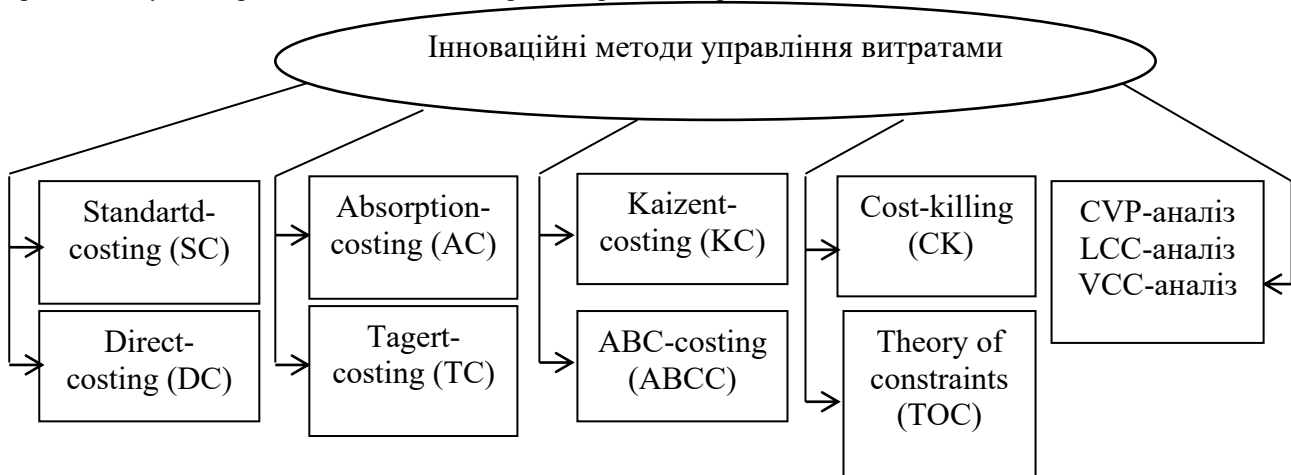 Інноваційні методи управління витратами
Standartd-
costing (SC)
Direct-
costing (DC)
Absorption-
costing (AC)
Tagert-
costing (TC)
Kaizent-
costing (KC)
ABC-costing
(ABCC)
Cost-killing
(CK)
Theory of
constraints
(TOC)
CVP-аналіз
LCC-аналіз
VCC-аналіз